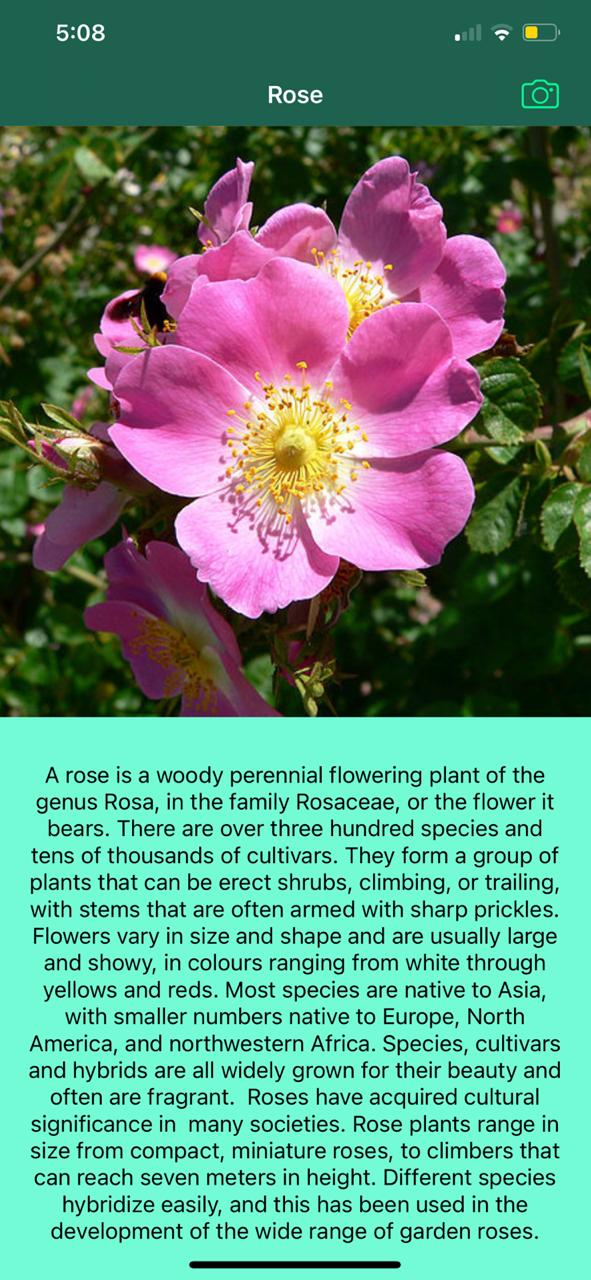 5:08
Rose
A rose is a woody perennial flowering plant of the
genus Rosa, in the family Rosaceae, or the flower it
bears. There are over three hundred species and
tens of thousands of cultivars. They form a group of
plants that can be erect shrubs, climbing, or trailing,
with stems that are often armed with sharp prickles.
Flowers vary in size and shape and are usually large
and showy, in colours ranging from white through
yellows and reds. Most species are native to Asia,
with smaller numbers native to Europe, North
America, and northwestern Africa. Species, cultivars
and hybrids are all widely grown for their beauty and
often are fragrant.  Roses have acquired cultural
significance in  many societies. Rose plants range in
size from compact, miniature roses, to climbers that
can reach seven meters in height. Different species
hybridize easily, and this has been used in the
development of the wide range of garden roses.